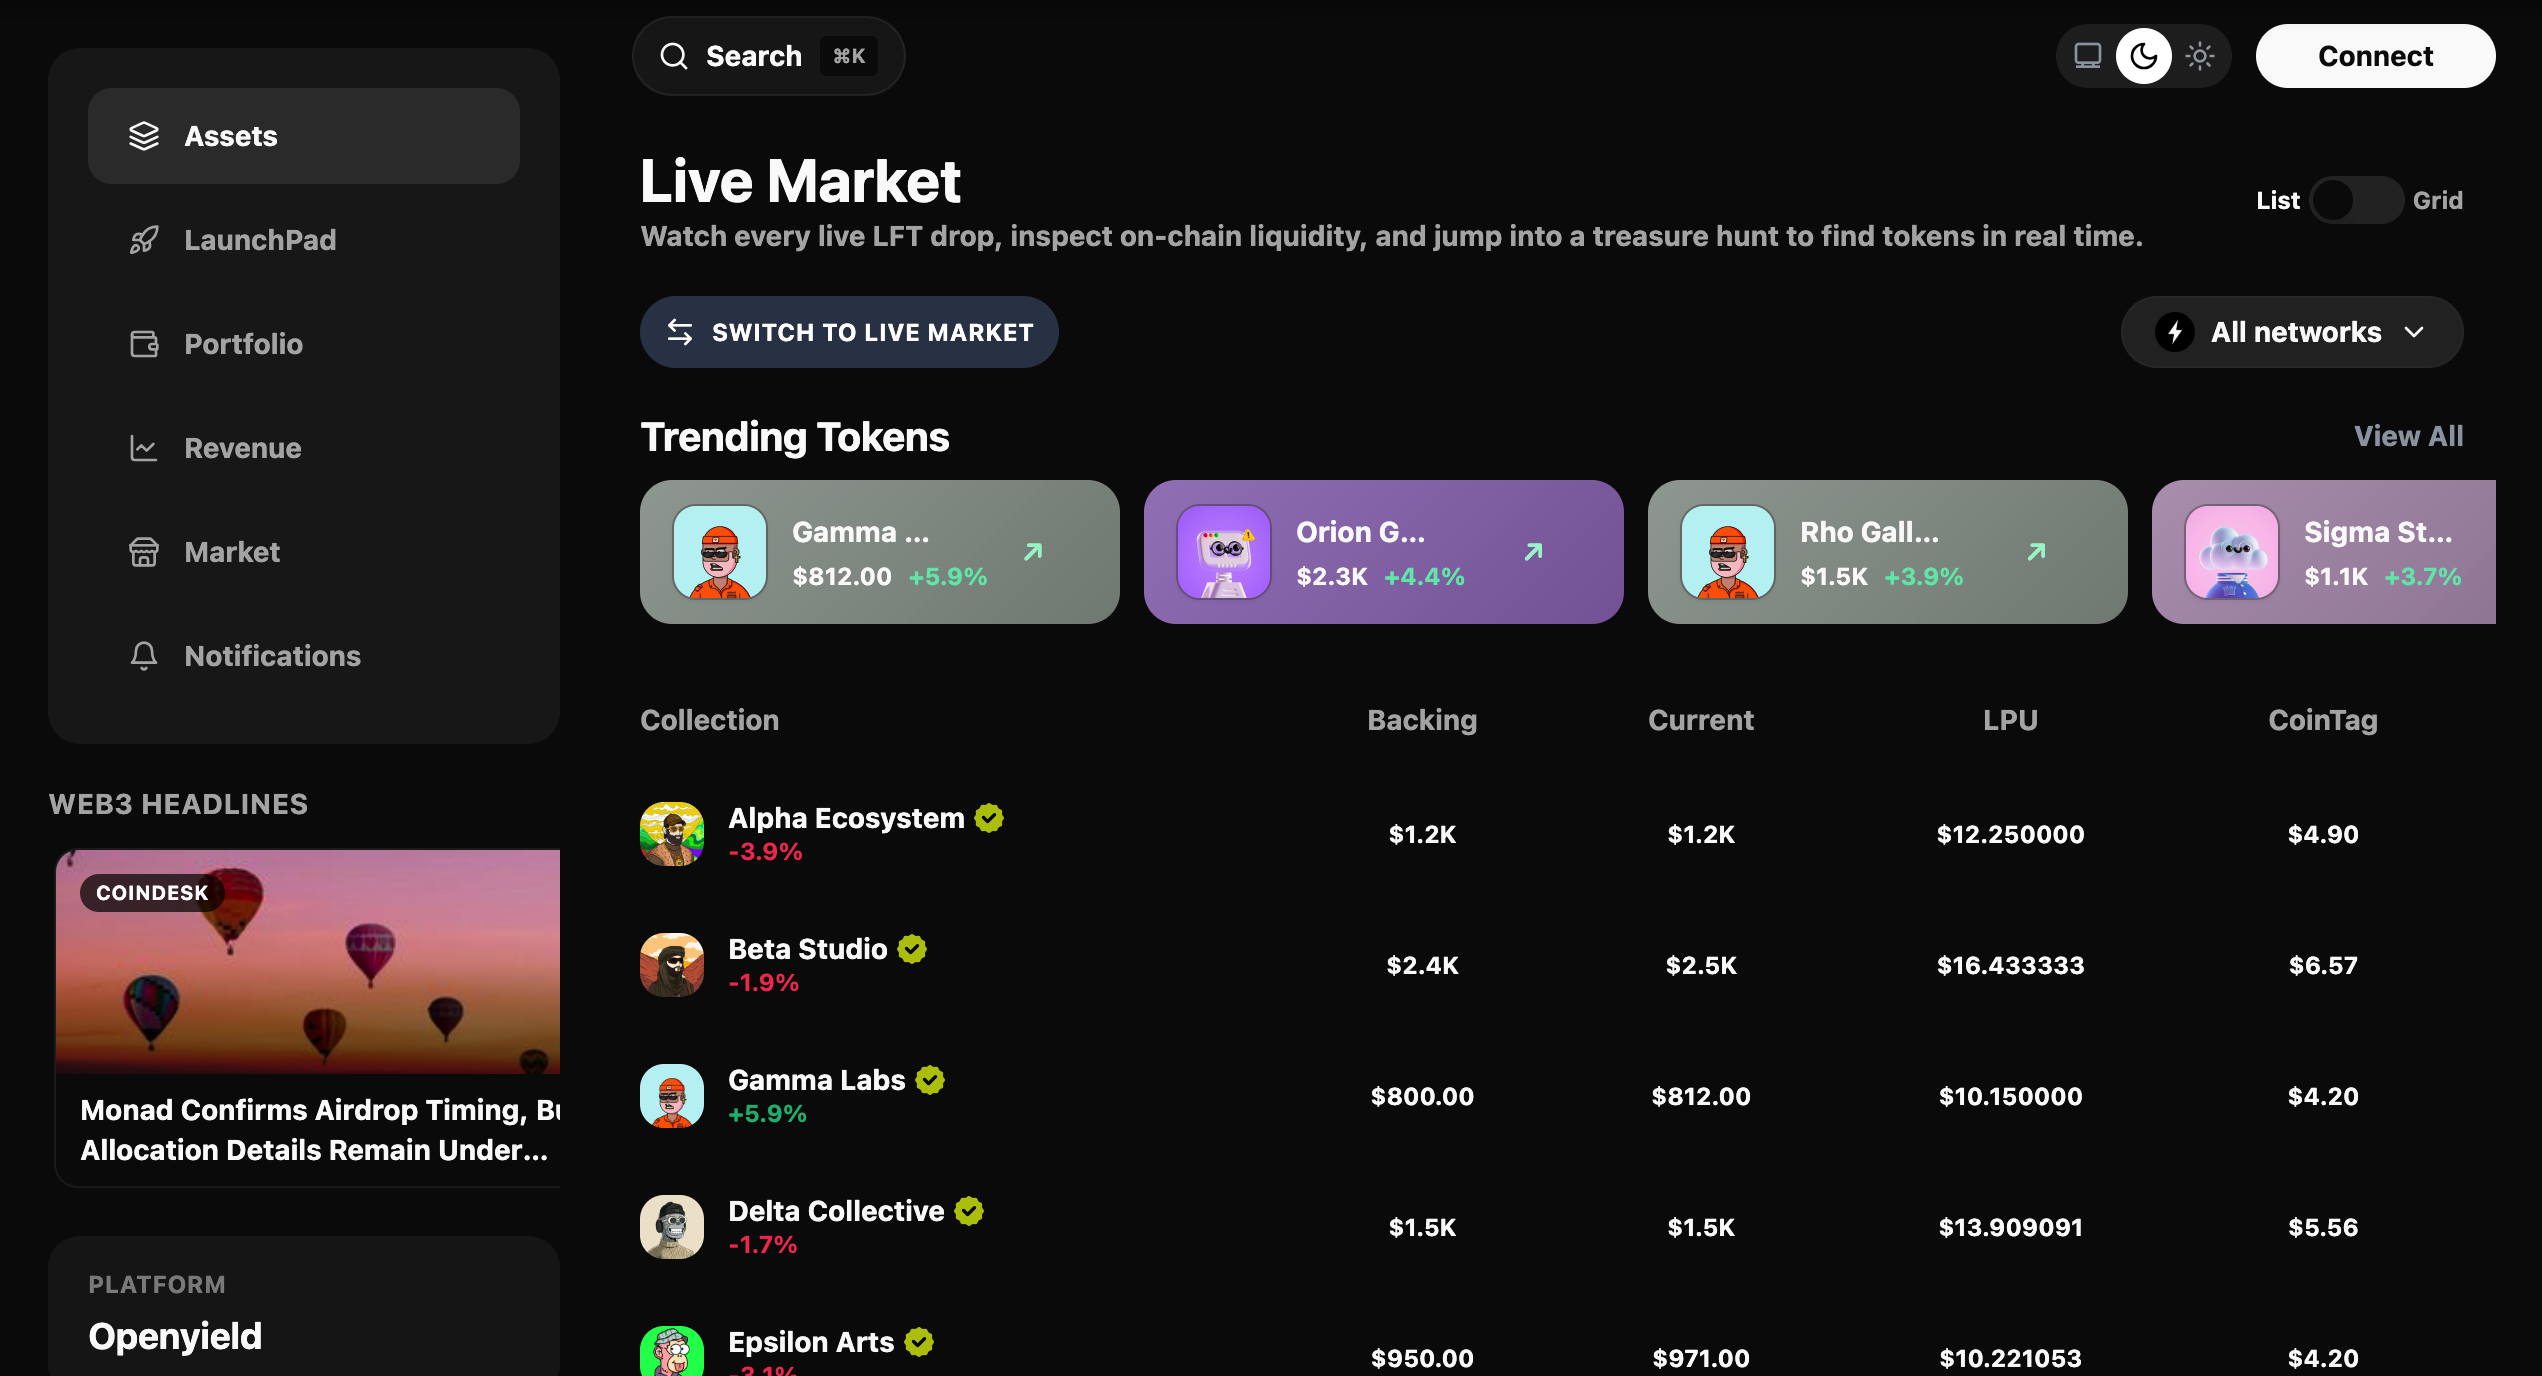 Search ⌘K
Connect
Assets
LaunchPad
Portfolio
Revenue
Market
Notifications
WEB3 HEADLINES
COINDESK
Monad Confirms Airdrop Timing, Bu
Allocation Details Remain Under...
PLATFORM
Openyield
Live Market
Watch every live LFT drop, inspect on-chain liquidity, and jump into a treasure hunt to find tokens in real time.
List Grid
SWITCH TO LIVE MARKET
All networks
Trending Tokens
View All
Gamma ...
$812.00 +5.9%
Orion G...
$2.3K +4.4%
Rho Gall...
$1.5K +3.9%
Sigma St...
$1.1K +3.7%
Collection Backing Current LPU CoinTag
Alpha Ecosystem
-3.9%
$1.2K $1.2K $12.250000 $4.90
Beta Studio
-1.9%
$2.4K $2.5K $16.433333 $6.57
Gamma Labs
+5.9%
$800.00 $812.00 $10.150000 $4.20
Delta Collective
-1.7%
$1.5K $1.5K $13.909091 $5.56
Epsilon Arts
-3.1%
$950.00 $971.00 $10.221053 $4.20